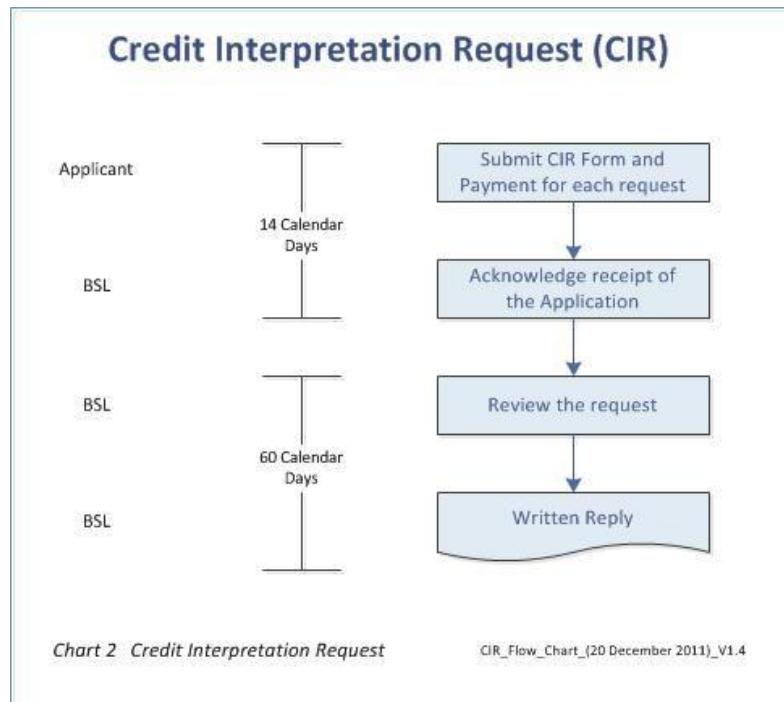 Credit Interpretation Request (CIR)
Applicant
Submit CIR Form and
Payment for each request
14 Calendar
Days
BSL
Acknowledge receipt of
the Application
BSL
Review the request
60 Calendar
Days
BSL
Written Reply
Chart 2 Credit Interpretation Request
CIR_Flow_Chart_(20 December 2011)_V1.4